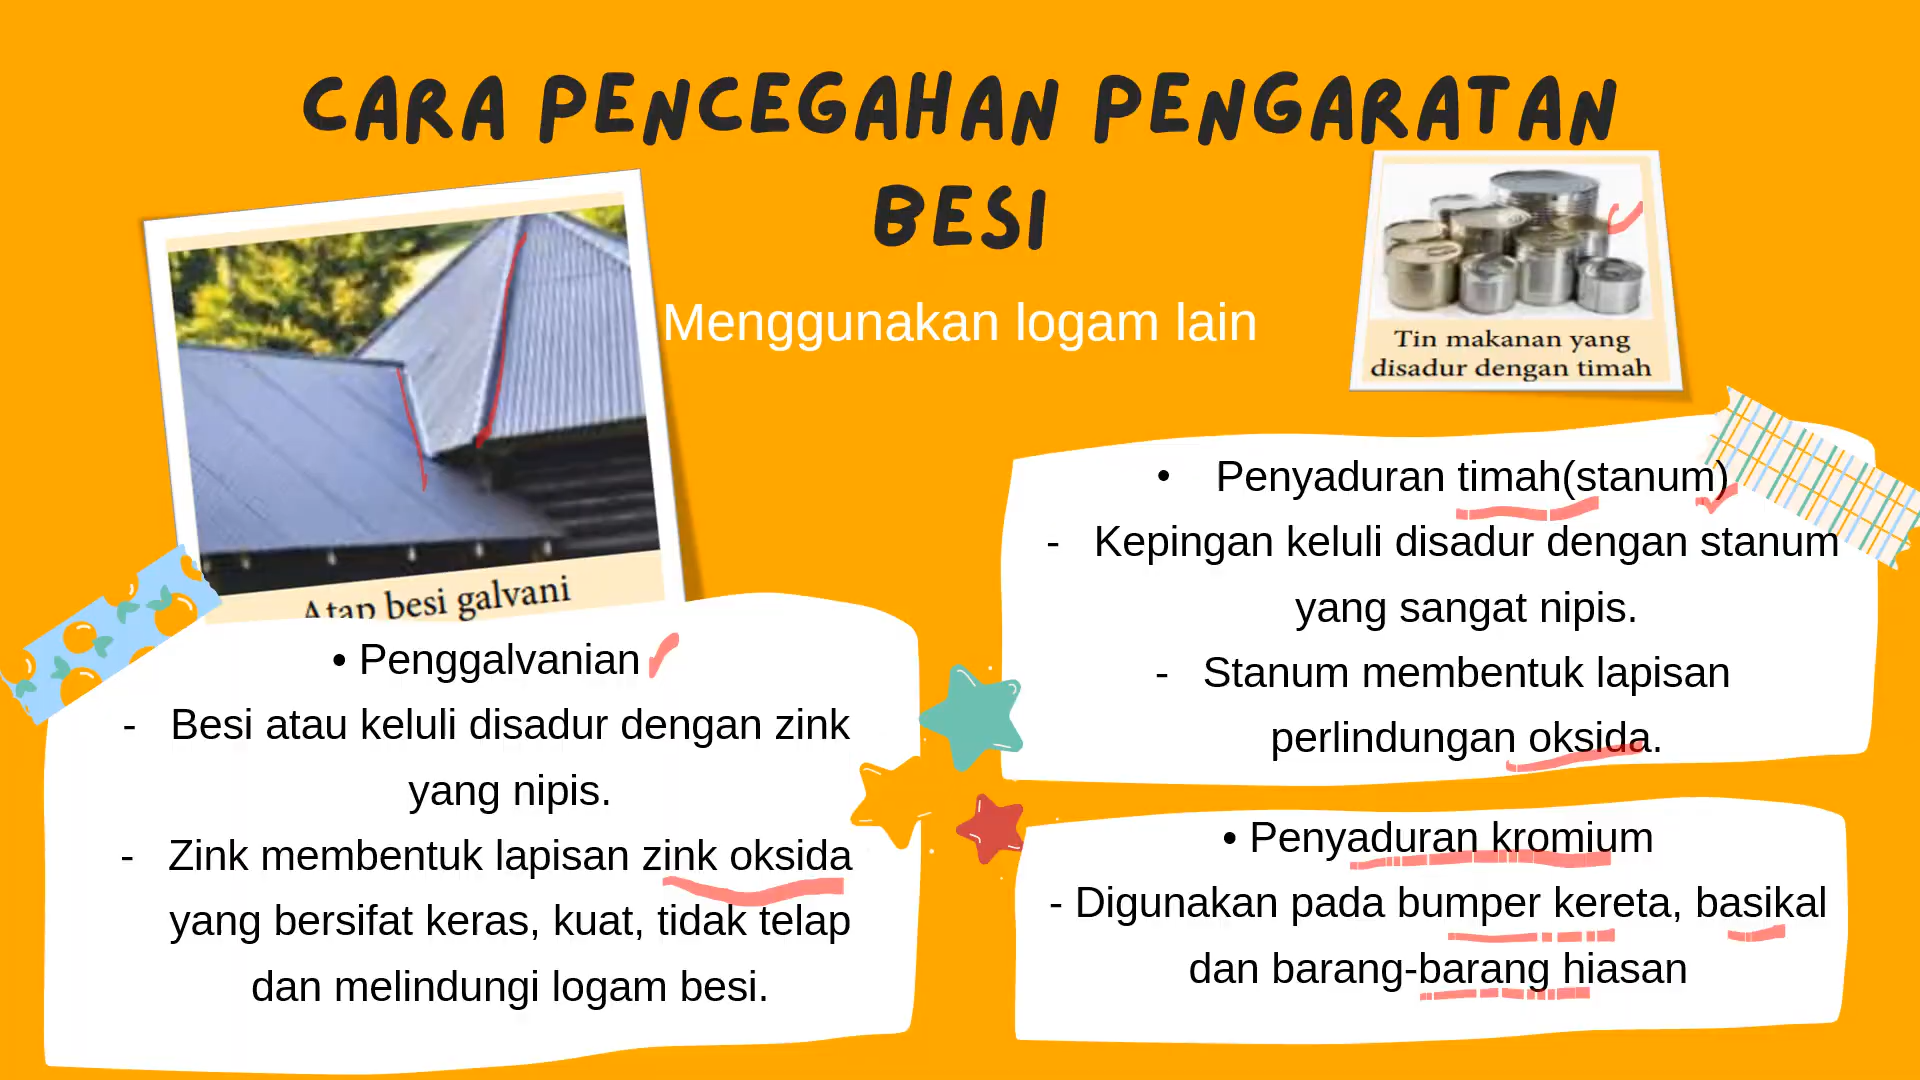 CARA PENCEGAHAN PENGARATAN
BESI
Menggunakan logam lain
Atap besi galvani
Tin makanan yang
disadur dengan timah
• Penggalvanian
- Besi atau keluli disadur dengan zink
yang nipis.
- Zink membentuk lapisan zink oksida
yang bersifat keras, kuat, tidak telap
dan melindungi logam besi.
• Penyaduran timah(stanum)
- Kepingan keluli disadur dengan stanum
yang sangat nipis.
- Stanum membentuk lapisan
perlindungan oksida.
• Penyaduran kromium
- Digunakan pada bumper kereta, basikal
dan barang-barang hiasan